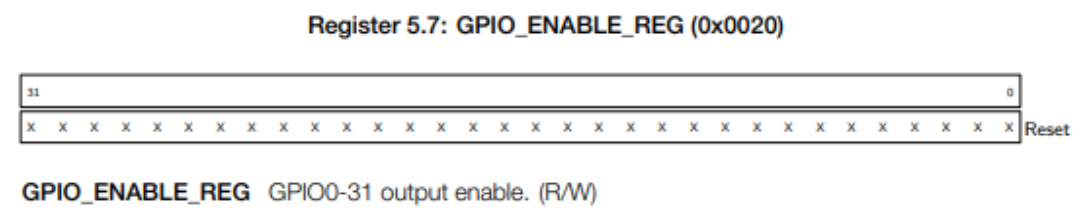 Register 5.7: GPIO_ENABLE_REG (0x0020)
31 0
x x x x x x x x x x x x x x x x x x x x x x x x x x x x x x x x Reset
GPIO_ENABLE_REG GPIO0-31 output enable. (R/W)